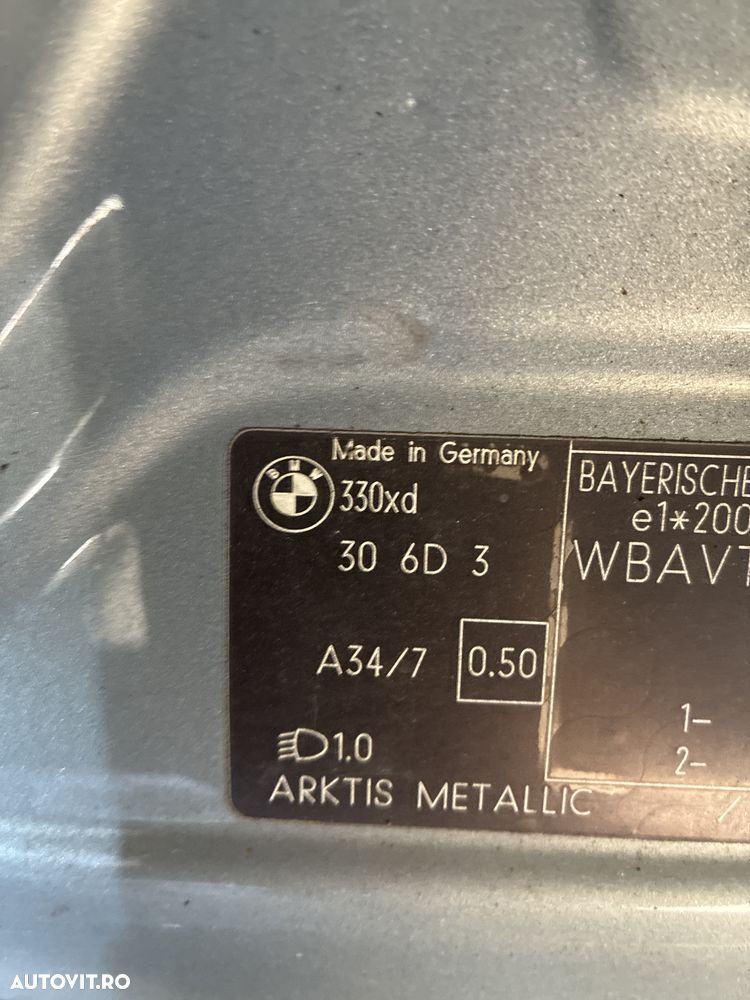 Made in Germany
BMW
330xd
30 6D 3
A34/7 0.50
1.0
ARKTIS METALLIC
BAYERISCHE
e1*200
WBAVT
1-
2-
AUTOVIT.RO